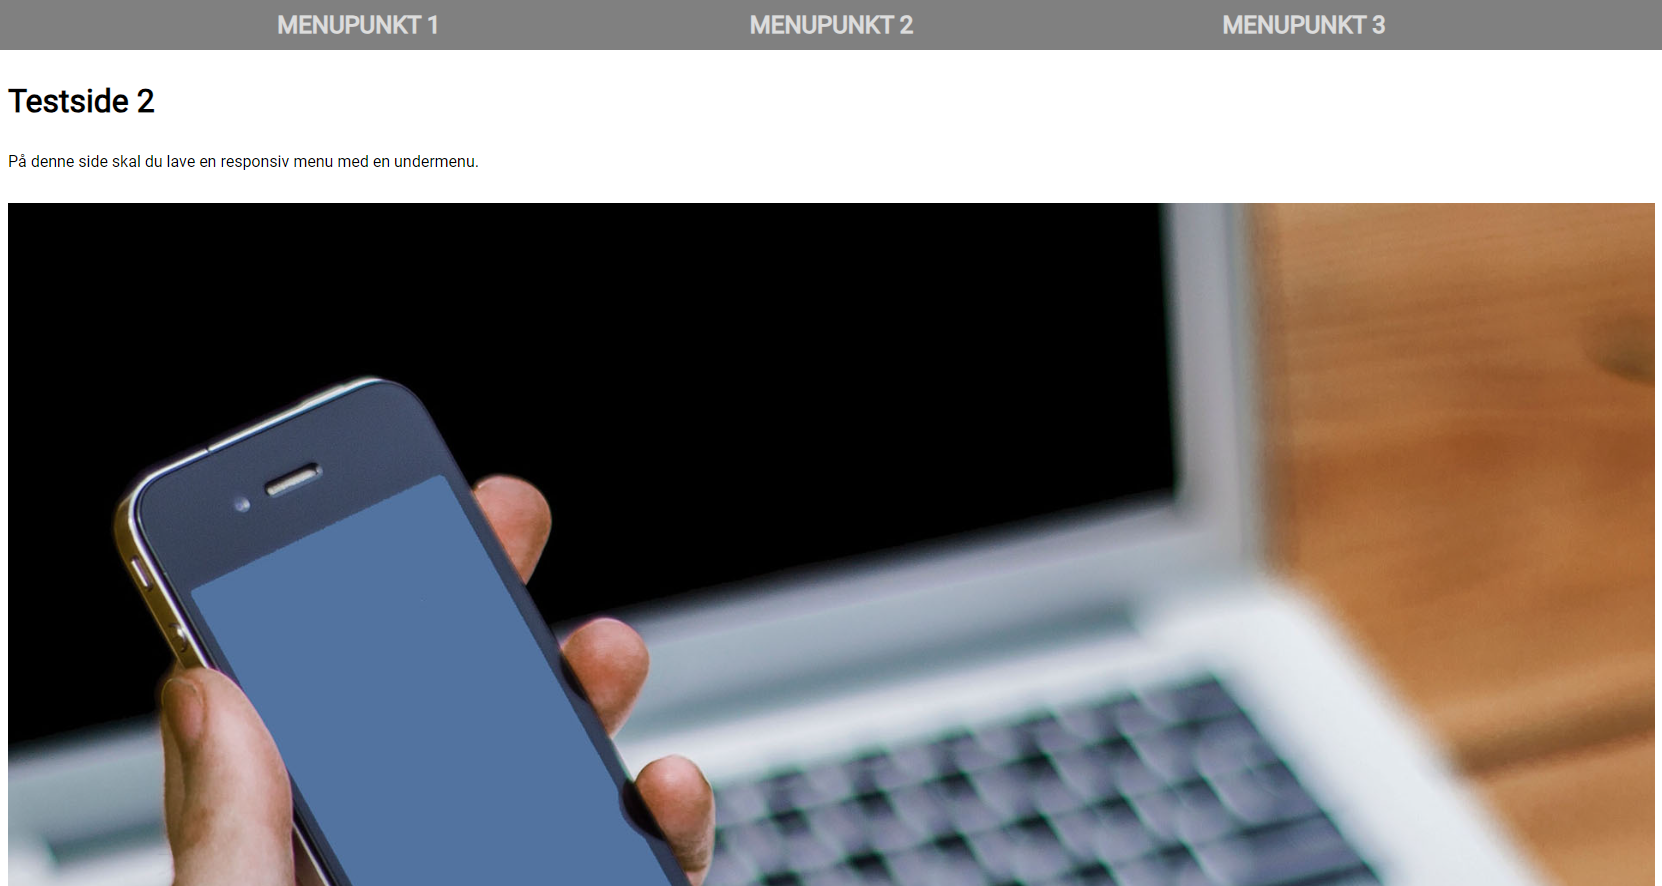 MENUPUNKT 1 MENUPUNKT 2 MENUPUNKT 3
Testside 2
På denne side skal du lave en responsiv menu med en undermenu.